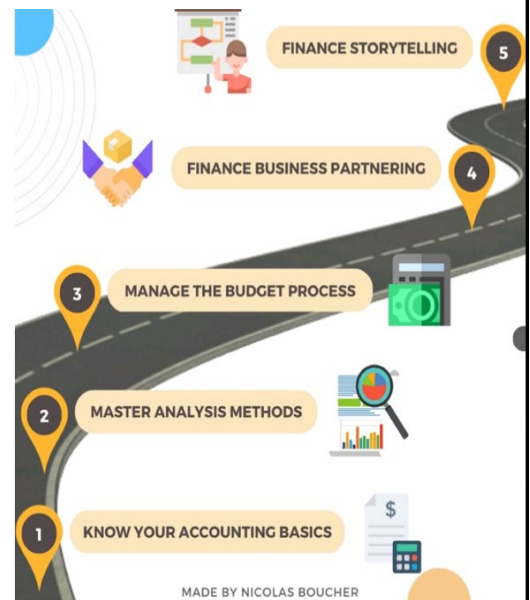 FINANCE STORYTELLING
5
FINANCE BUSINESS PARTNERING
4
3
MANAGE THE BUDGET PROCESS
2
MASTER ANALYSIS METHODS
1
KNOW YOUR ACCOUNTING BASICS
$
MADE BY NICOLAS BOUCHER